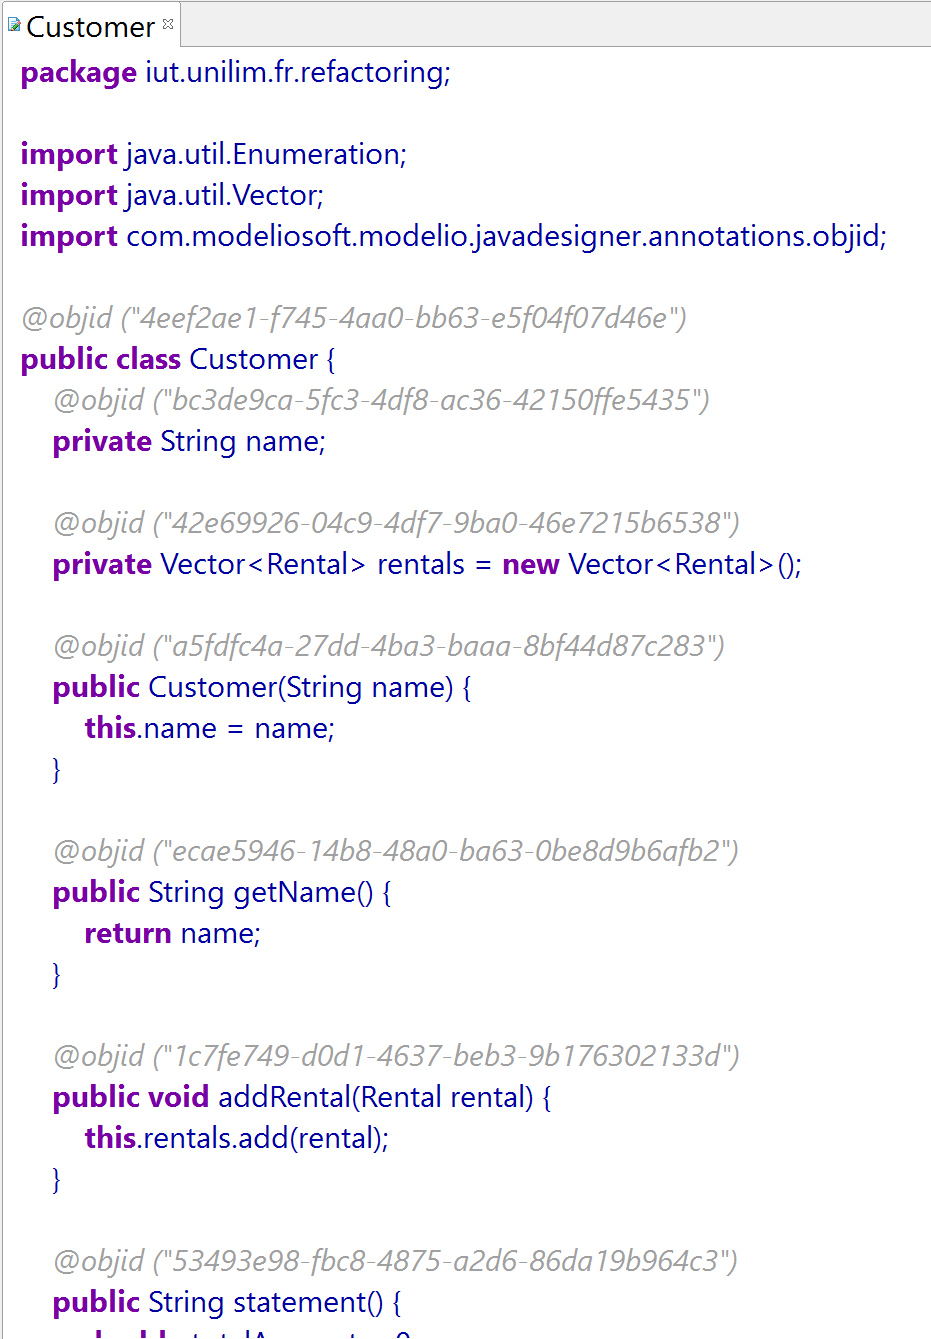 Customer
package iut.unilim.fr.refactoring;
import java.util.Enumeration;
import java.util.Vector;
import com.modeliosoft.modelio.javadesigner.annotations.objid;
@objid ("4eef2ae1-f745-4aa0-bb63-e5f04f07d46e")
public class Customer {
@objid ("bc3de9ca-5fc3-4df8-ac36-42150ffe5435")
private String name;
@objid ("42e69926-04c9-4df7-9ba0-46e7215b6538")
private Vector<Rental> rentals = new Vector<Rental>();
@objid ("a5fdfc4a-27dd-4ba3-baaa-8bf44d87c283")
public Customer(String name) {
this.name = name;
}
@objid ("ecae5946-14b8-48a0-ba63-0be8d9b6afb2")
public String getName() {
return name;
}
@objid ("1c7fe749-d0d1-4637-beb3-9b176302133d")
public void addRental(Rental rental) {
this.rentals.add(rental);
}
@objid ("53493e98-fbc8-4875-a2d6-86da19b964c3")
public String statement() {